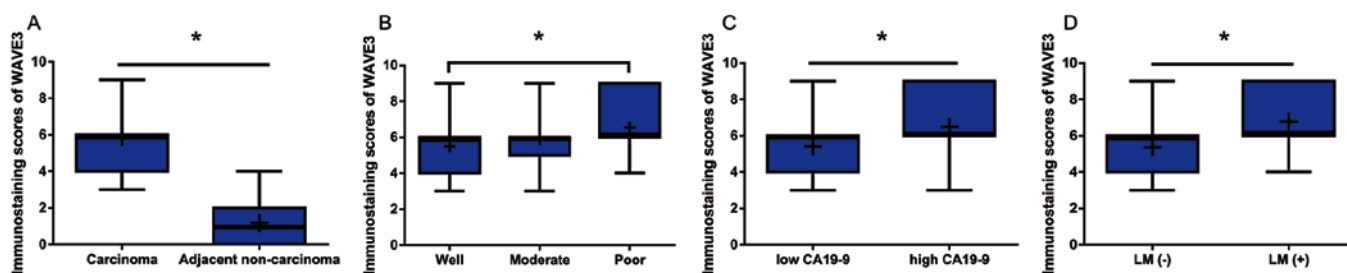 A
Immunostaining scores of WAVE3
10
8
6
4
2
0
*
Carcinoma
Adjacent non-carcinoma
B
Immunostaining scores of WAVE3
10
8
6
4
2
0
*
Well
Moderate
Poor
C
Immunostaining scores of WAVE3
10
8
6
4
2
0
*
low CA19-9
high CA19-9
D
Immunostaining scores of WAVE3
10
8
6
4
2
0
*
LM (-)
LM (+)